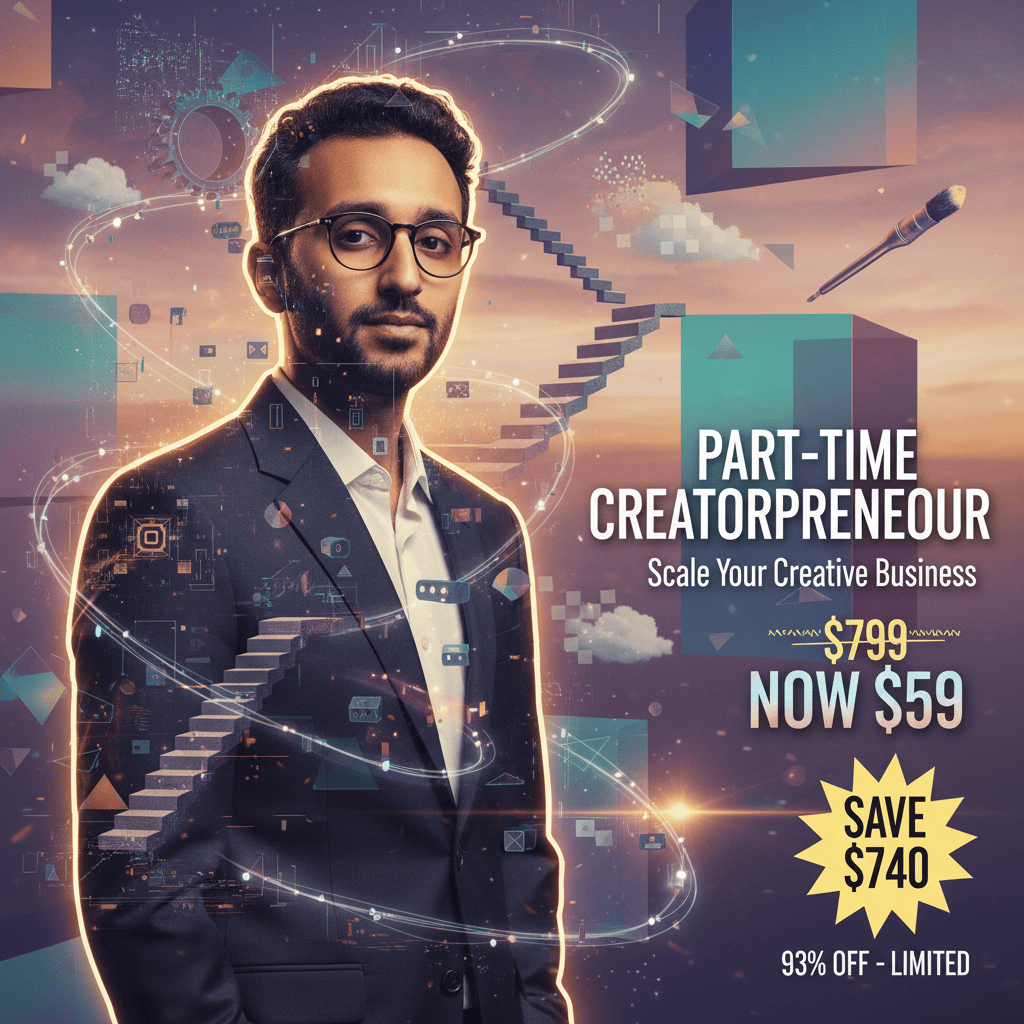 PART-TIME
CREATORPRENEOUR
Scale Your Creative Business
$799
NOW $59
SAVE
$740
93% OFF - LIMITED